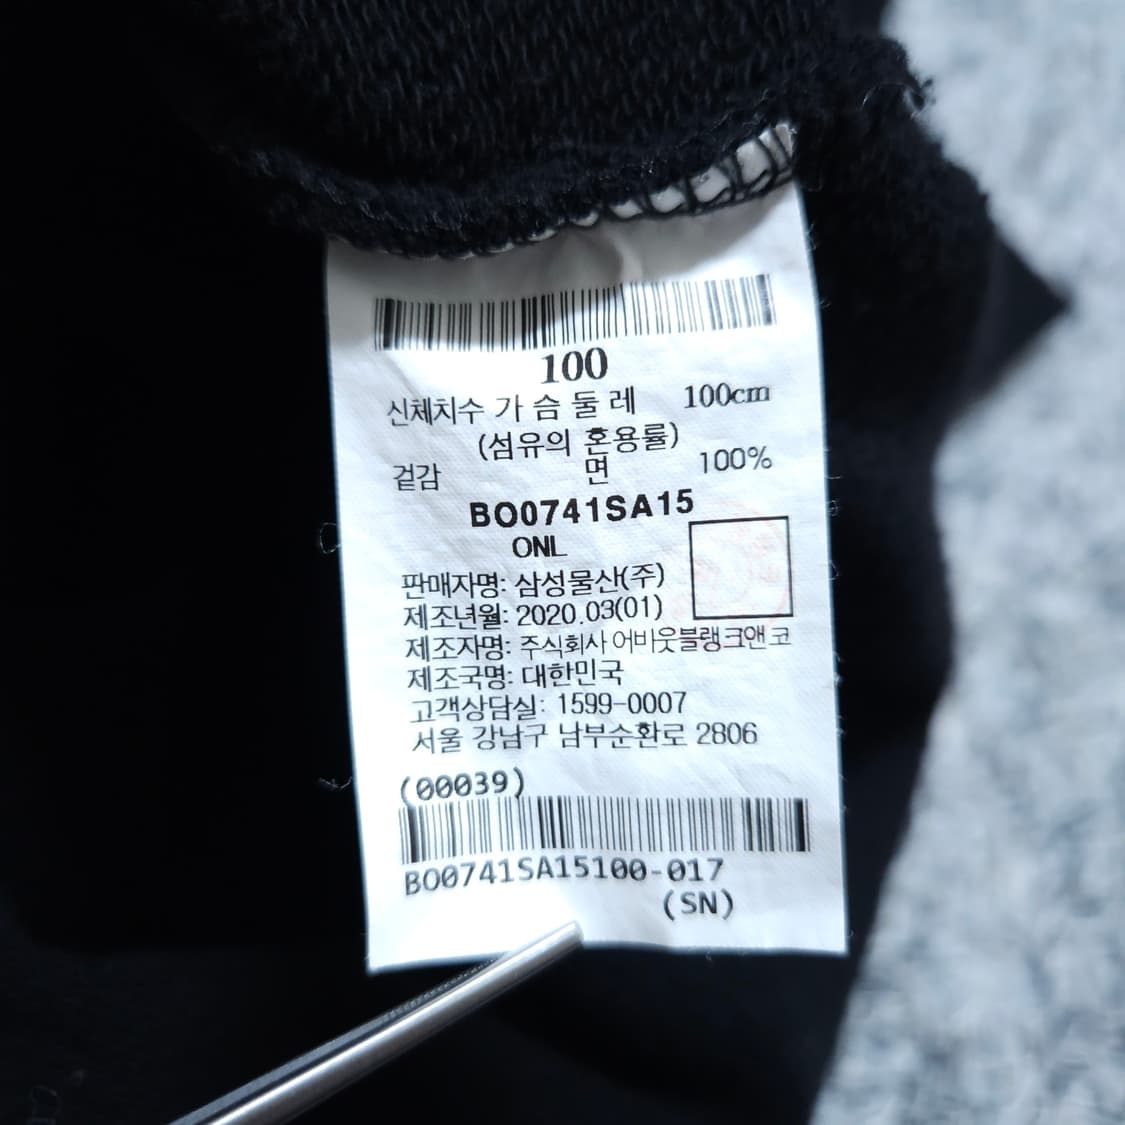 100
신체치수 가 슴 둘 레 100cm
(섬유의 혼용률)
겉감 면 100%
BO0741SA15
ONL
판매자명: 삼성물산(주)
제조년월: 2020.03(01)
제조자명: 주식회사 어바웃블랭크앤코
제조국명: 대한민국
고객상담실: 1599-0007
서울 강남구 남부순환로 2806
(00039)
BO0741SA15100-017
(SN)